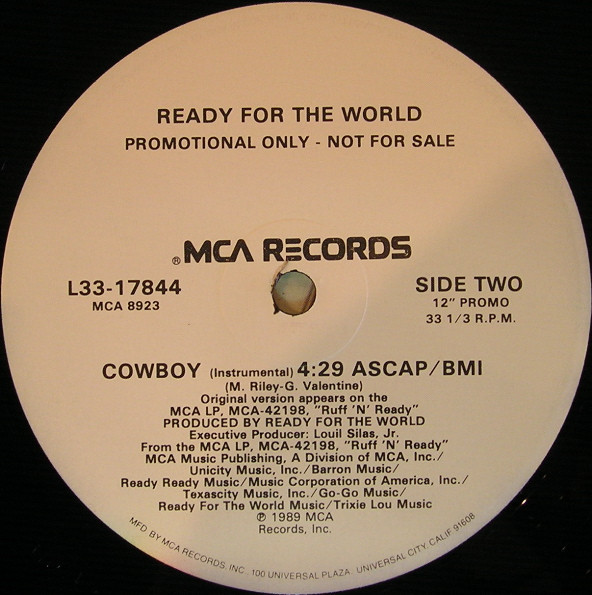 READY FOR THE WORLD
PROMOTIONAL ONLY - NOT FOR SALE
® MCA RECORDS
L33-17844
MCA 8923
SIDE TWO
12" PROMO
33 1/3 R.P.M.
COWBOY (Instrumental) 4:29 ASCAP/BMI
(M. Riley-G. Valentine)
Original version appears on the
MCA LP, MCA-42198, "Ruff 'N' Ready"
PRODUCED BY READY FOR THE WORLD
Executive Producer: Louil Silas, Jr.
From the MCA LP, MCA-42198, "Ruff 'N' Ready"
MCA Music Publishing, A Division of MCA, Inc./
Unicity Music, Inc./Barron Music/
Ready Ready Music/Music Corporation of America, Inc./
Texascity Music, Inc./Go-Go Music/
Ready For The World Music/Trixie Lou Music
℗ 1989 MCA
Records, Inc.
MFD BY MCA RECORDS, INC., 100 UNIVERSAL PLAZA, UNIVERSAL CITY, CALIF. 91608